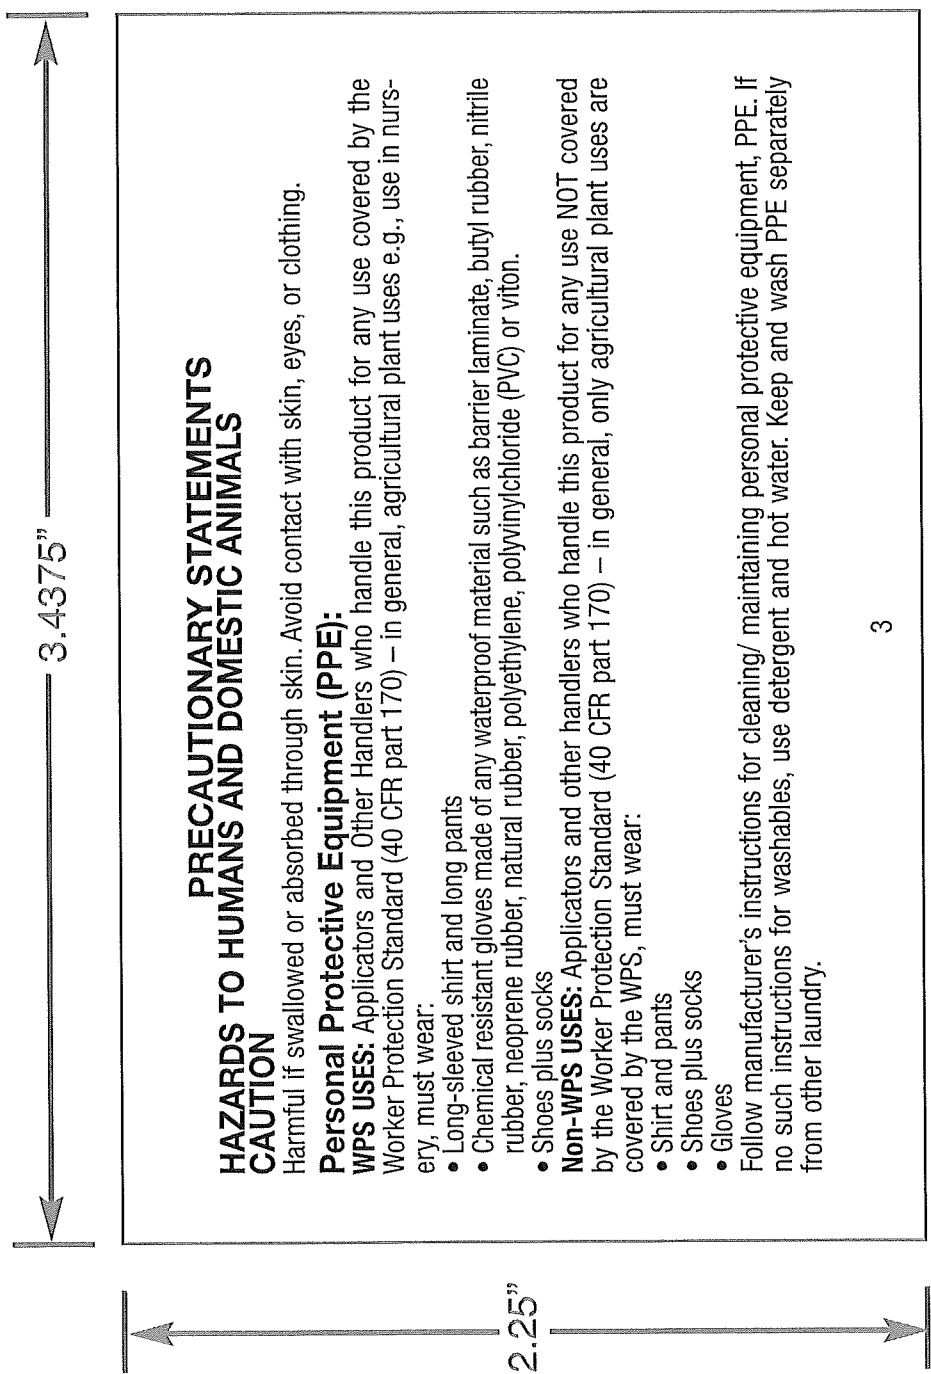 3.4375”
2.25”
PRECAUTIONARY STATEMENTS
HAZARDS TO HUMANS AND DOMESTIC ANIMALS
CAUTION
Harmful if swallowed or absorbed through skin. Avoid contact with skin, eyes, or clothing.
Personal Protective Equipment (PPE):
WPS USES: Applicators and Other Handlers who handle this product for any use covered by the
Worker Protection Standard (40 CFR part 170) – in general, agricultural plant uses e.g., use in nurs-
ery, must wear:
• Long-sleeved shirt and long pants
• Chemical resistant gloves made of any waterproof material such as barrier laminate, butyl rubber, nitrile
rubber, neoprene rubber, natural rubber, polyethylene, polyvinylchloride (PVC) or viton.
• Shoes plus socks
Non-WPS USES: Applicators and other handlers who handle this product for any use NOT covered
by the Worker Protection Standard (40 CFR part 170) – in general, only agricultural plant uses are
covered by the WPS, must wear:
• Shirt and pants
• Shoes plus socks
• Gloves
Follow manufacturer’s instructions for cleaning/ maintaining personal protective equipment, PPE. If
no such instructions for washables, use detergent and hot water. Keep and wash PPE separately
from other laundry.
3